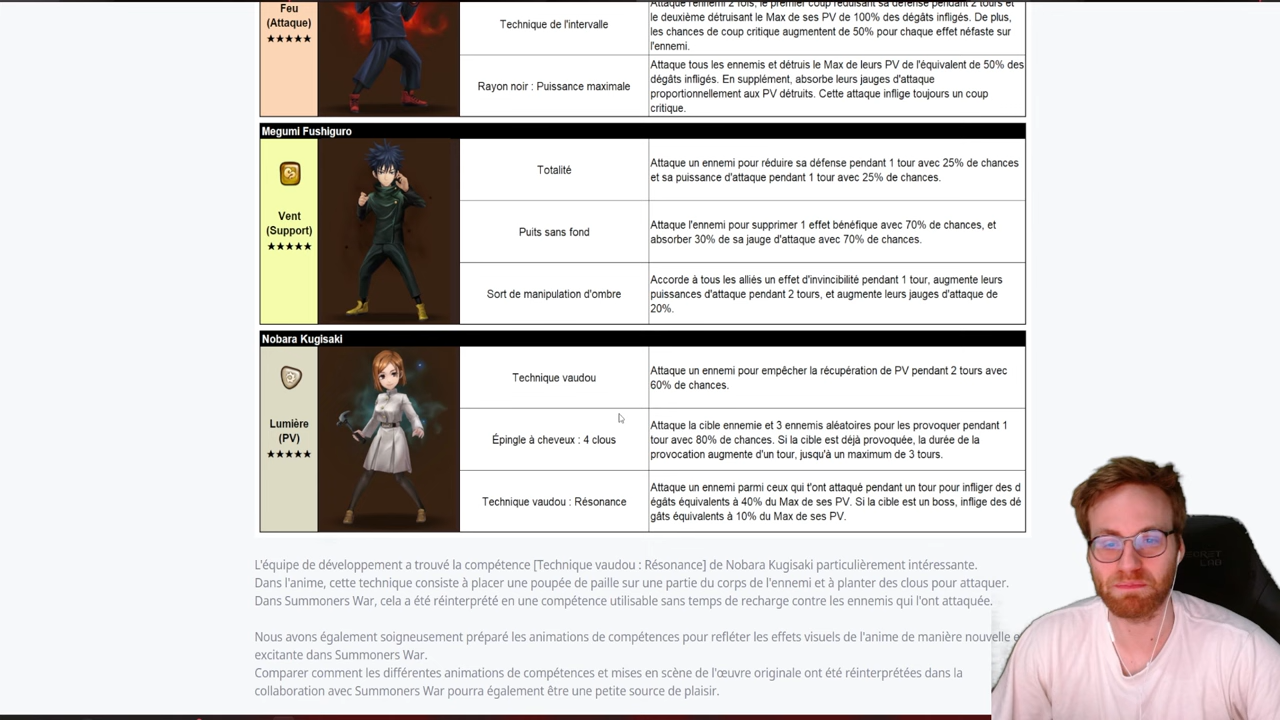 Feu
(Attaque)
★★★★★
Technique de l'intervalle
Attaque l'ennemi 2 fois, le premier coup réduisant sa défense pendant 2 tours et
le deuxième détruisant le Max de ses PV de 100% des dégâts infligés. De plus,
les chances de coup critique augmentent de 50% pour chaque effet néfaste sur
l'ennemi.
Rayon noir : Puissance maximale
Attaque tous les ennemis et détruis le Max de leurs PV de l'équivalent de 50% des
dégâts infligés. En supplément, absorbe leurs jauges d'attaque
proportionnellement aux PV détruits. Cette attaque inflige toujours un coup
critique.
Megumi Fushiguro
Vent
(Support)
★★★★★
Totalité
Attaque un ennemi pour réduire sa défense pendant 1 tour avec 25% de chances
et sa puissance d'attaque pendant 1 tour avec 25% de chances.
Puits sans fond
Attaque l'ennemi pour supprimer 1 effet bénéfique avec 70% de chances, et
absorber 30% de sa jauge d'attaque avec 70% de chances.
Sort de manipulation d'ombre
Accorde à tous les alliés un effet d'invincibilité pendant 1 tour, augmente leurs
puissances d'attaque pendant 2 tours, et augmente leurs jauges d'attaque de
20%.
Nobara Kugisaki
Lumière
(PV)
★★★★★
Technique vaudou
Attaque un ennemi pour empêcher la récupération de PV pendant 2 tours avec
60% de chances.
Épingle à cheveux : 4 clous
Attaque la cible ennemie et 3 ennemis aléatoires pour les provoquer pendant 1
tour avec 80% de chances. Si la cible est déjà provoquée, la durée de la
provocation augmente d'un tour, jusqu'à un maximum de 3 tours.
Technique vaudou : Résonance
Attaque un ennemi parmi ceux qui t'ont attaqué pendant un tour pour infliger des d
égâts équivalents à 40% du Max de ses PV. Si la cible est un boss, inflige des dé
gâts équivalents à 10% du Max de ses PV.
L'équipe de développement a trouvé la compétence [Technique vaudou : Résonance] de Nobara Kugisaki particulièrement intéressante.
Dans l'anime, cette technique consiste à placer une poupée de paille sur une partie du corps de l'ennemi et à planter des clous pour attaquer.
Dans Summoners War, cela a été réinterprété en une compétence utilisable sans temps de recharge contre les ennemis qui l'ont attaquée.
Nous avons également soigneusement préparé les animations de compétences pour refléter les effets visuels de l'anime de manière nouvelle e
excitante dans Summoners War.
Comparer comment les différentes animations de compétences et mises en scène de l'œuvre originale ont été réinterprétées dans la
collaboration avec Summoners War pourra également être une petite source de plaisir.